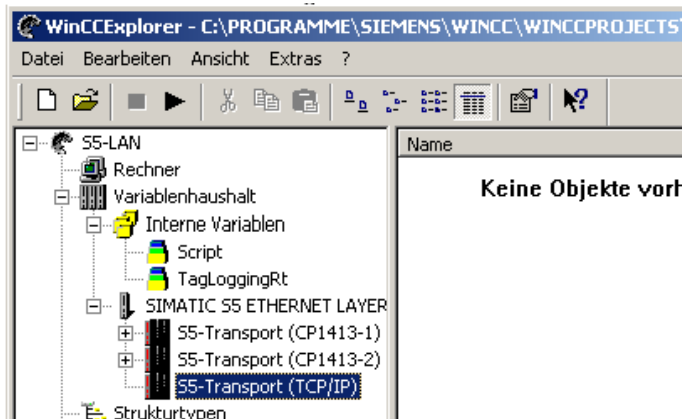 WinCCExplorer - C:\PROGRAMME\SIEMENS\WINCC\WINCCPROJECTS\
Datei Bearbeiten Ansicht Extras ?
S5-LAN
Name
Rechner
Keine Objekte
Variablenhaushalt
Interne Variablen
Script
TagLoggingRt
SIMATIC S5 ETHERNET LAYER
S5-Transport (CP1413-1)
S5-Transport (CP1413-2)
S5-Transport (TCP/IP)
Strukturtypen